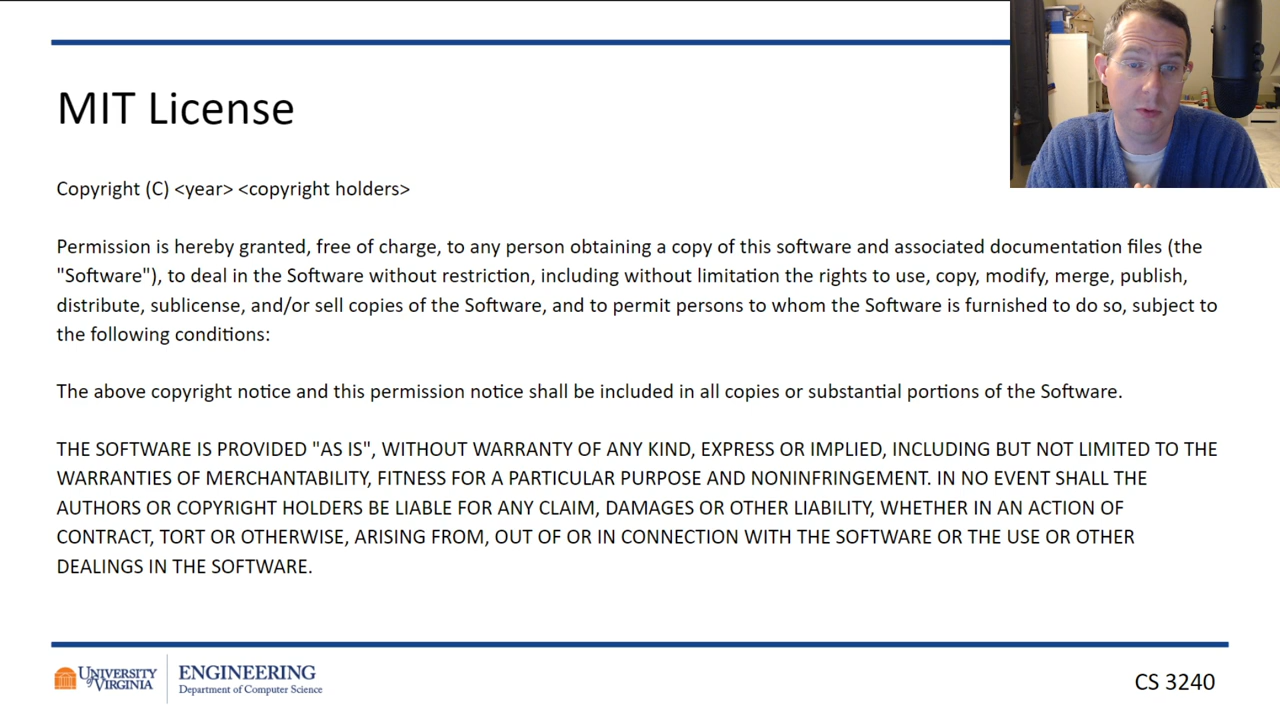 MIT License
Copyright (C) <year> <copyright holders>
Permission is hereby granted, free of charge, to any person obtaining a copy of this software and associated documentation files (the
"Software"), to deal in the Software without restriction, including without limitation the rights to use, copy, modify, merge, publish,
distribute, sublicense, and/or sell copies of the Software, and to permit persons to whom the Software is furnished to do so, subject to
the following conditions:
The above copyright notice and this permission notice shall be included in all copies or substantial portions of the Software.
THE SOFTWARE IS PROVIDED "AS IS", WITHOUT WARRANTY OF ANY KIND, EXPRESS OR IMPLIED, INCLUDING BUT NOT LIMITED TO THE
WARRANTIES OF MERCHANTABILITY, FITNESS FOR A PARTICULAR PURPOSE AND NONINFRINGEMENT. IN NO EVENT SHALL THE
AUTHORS OR COPYRIGHT HOLDERS BE LIABLE FOR ANY CLAIM, DAMAGES OR OTHER LIABILITY, WHETHER IN AN ACTION OF
CONTRACT, TORT OR OTHERWISE, ARISING FROM, OUT OF OR IN CONNECTION WITH THE SOFTWARE OR THE USE OR OTHER
DEALINGS IN THE SOFTWARE.
UNIVERSITY
of VIRGINIA
ENGINEERING
Department of Computer Science
CS 3240